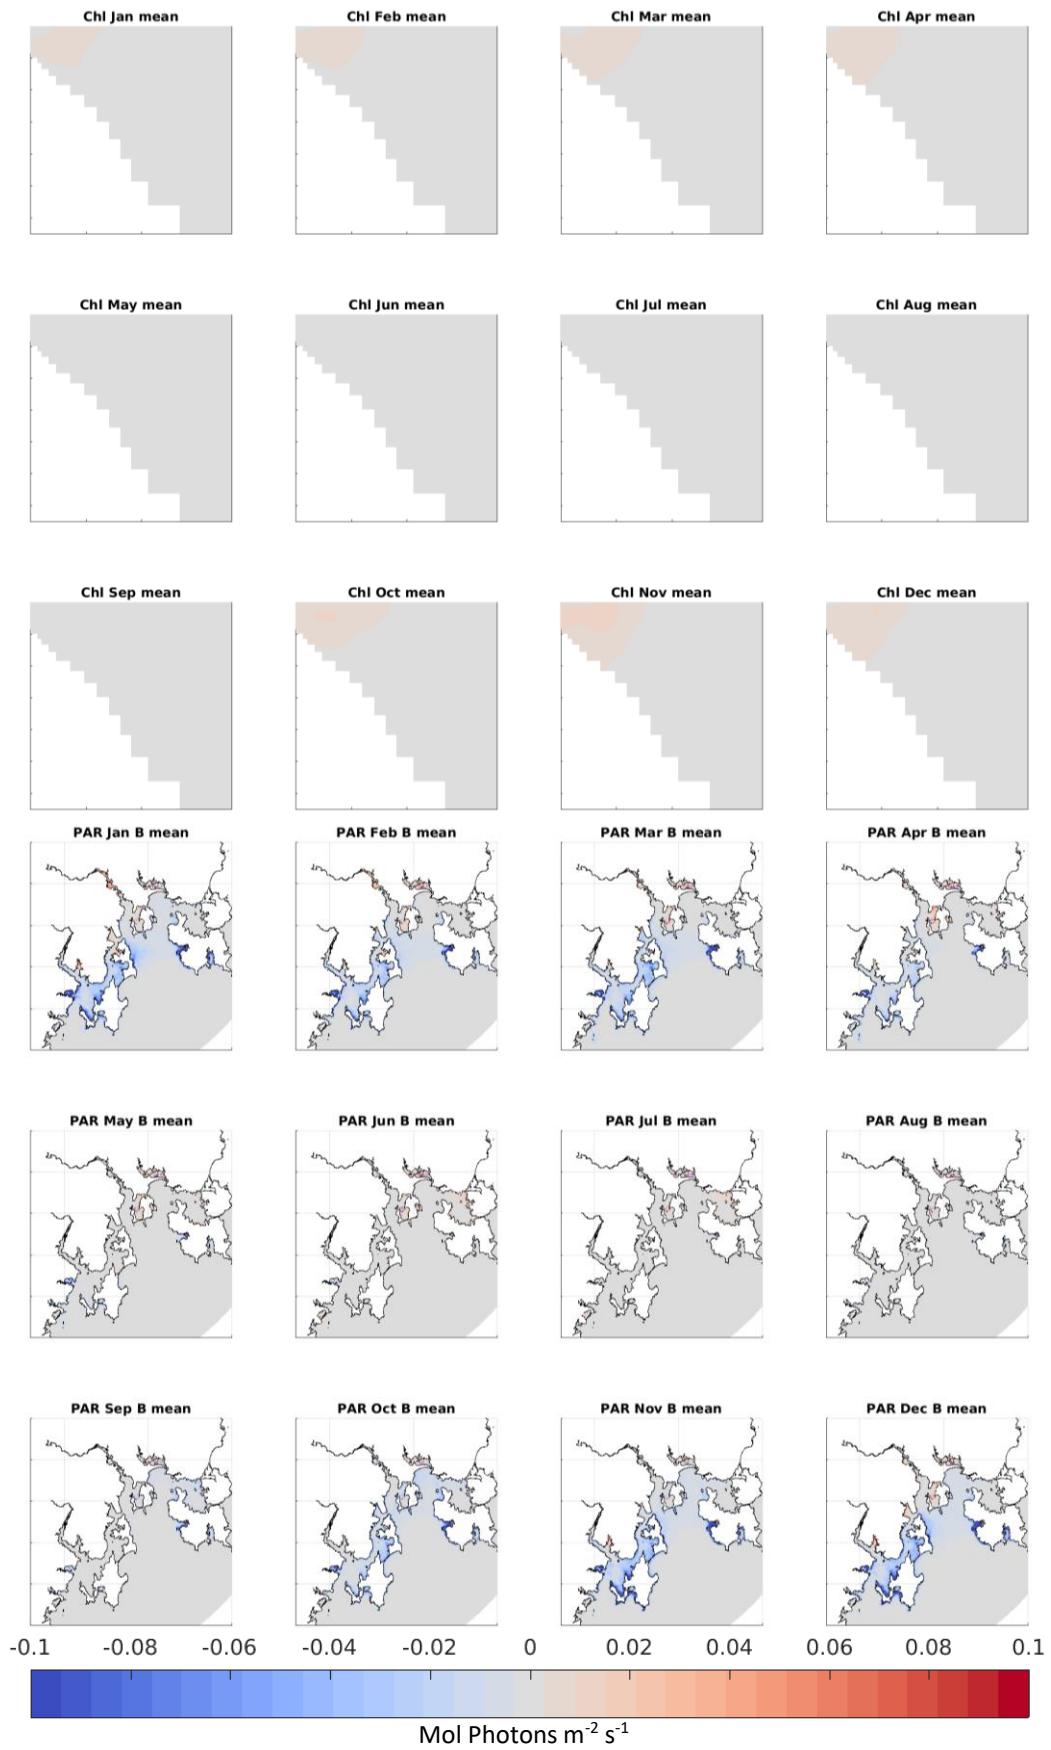 Chl Jan mean Chl Feb mean Chl Mar mean Chl Apr mean
Chl May mean Chl Jun mean Chl Jul mean Chl Aug mean
Chl Sep mean Chl Oct mean Chl Nov mean Chl Dec mean
PAR Jan B mean PAR Feb B mean PAR Mar B mean PAR Apr B mean
PAR May B mean PAR Jun B mean PAR Jul B mean PAR Aug B mean
PAR Sep B mean PAR Oct B mean PAR Nov B mean PAR Dec B mean
-0.1 -0.08 -0.06 -0.04 -0.02 0 0.02 0.04 0.06 0.08 0.1
Mol Photons m⁻² s⁻¹